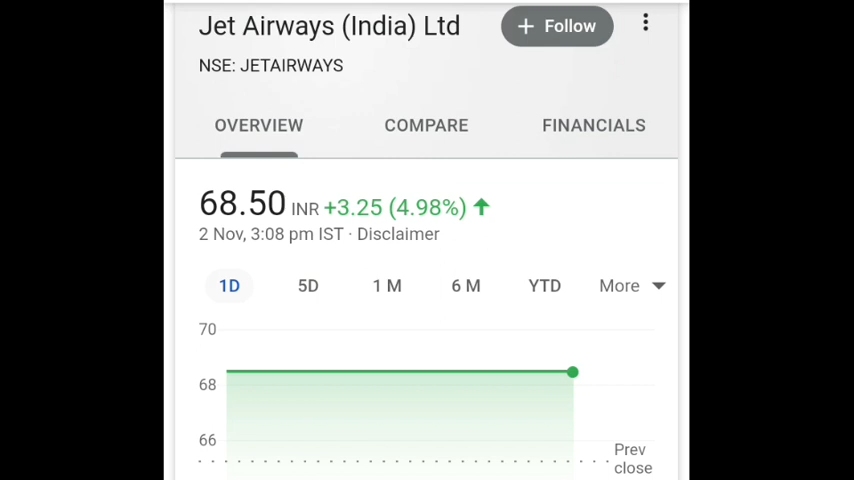 Jet Airways (India) Ltd
+ Follow
NSE: JETAIRWAYS
OVERVIEW COMPARE FINANCIALS
68.50 INR +3.25 (4.98%) ↑
2 Nov, 3:08 pm IST · Disclaimer
1D 5D 1 M 6 M YTD More
70
68
66
Prev
close